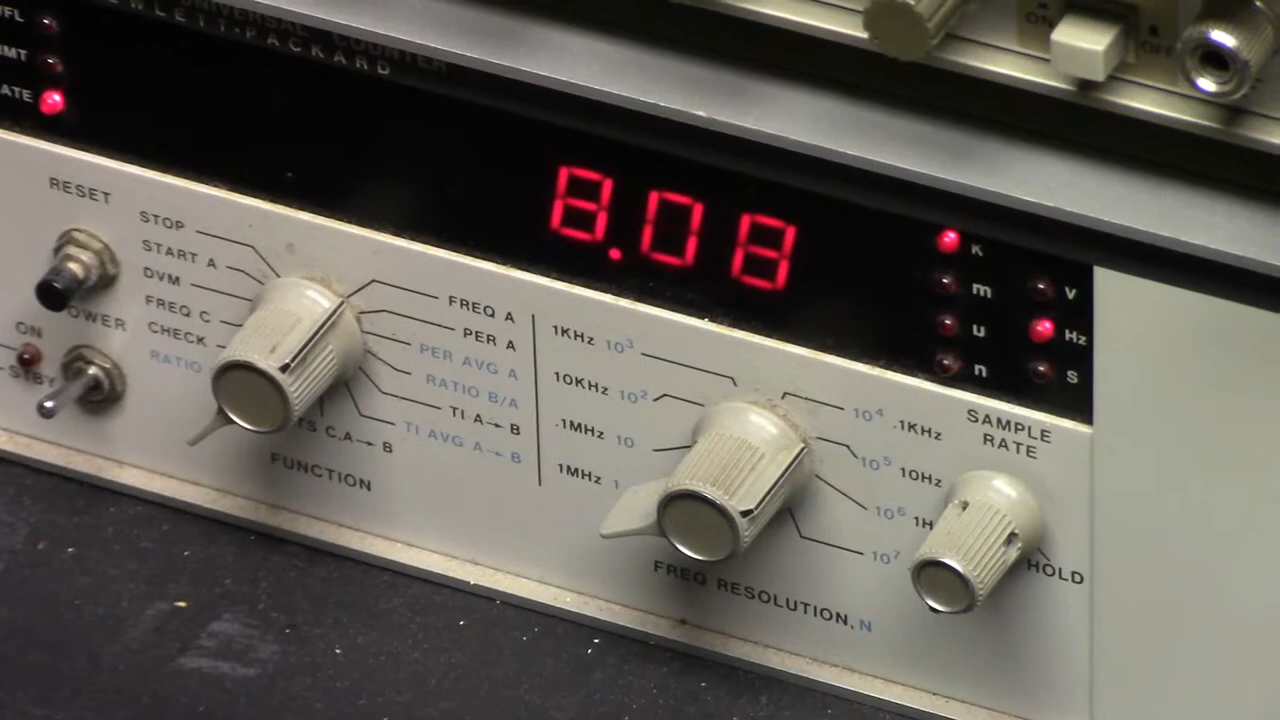 UNIVERSAL COUNTER
HEWLETT-PACKARD
RESET
STOP
START A
DVM
FREQ C
CHECK
RATIO
ON
STBY
FREQ A
PER A
PER AVG A
RATIO B/A
TI A→B
TI AVG A→B
C.A→B
FUNCTION
8.08
K
m
u
n
V
Hz
S
1KHz 10³
10KHz 10²
.1MHz 10
1MHz 1
10⁴ .1KHz
10⁵ 10Hz
10⁶
10⁷
FREQ RESOLUTION, N
SAMPLE
RATE
HOLD
ON